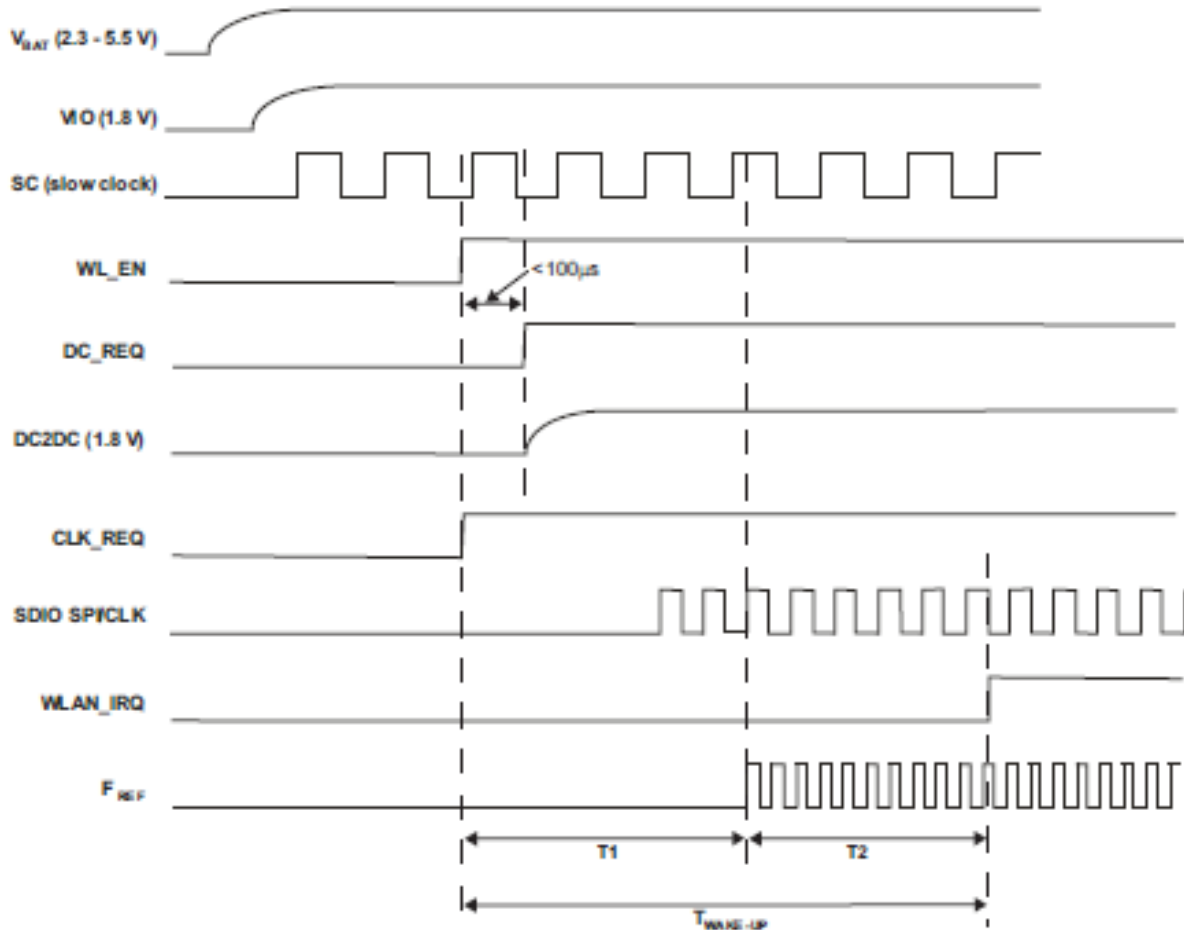 VBAT (2.3 - 5.5 V)
VIO (1.8 V)
SC (slow clock)
WL_EN
< 100µs
DC_REQ
DC2DC (1.8 V)
CLK_REQ
SDIO SPI/CLK
WLAN_IRQ
FREF
T1
T2
TWAKE-UP